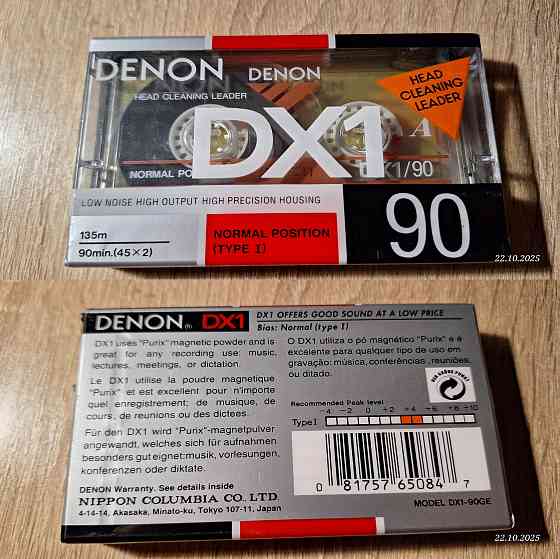 DENON DENON
HEAD CLEANING LEADER
HEAD
CLEANING
LEADER
DX1
A
NORMAL PO
DX1/90
LOW NOISE HIGH OUTPUT HIGH PRECISION HOUSING
90
135m
90min.(45×2)
NORMAL POSITION
(TYPE I)
22.10.2025
DENON® DX1
DX1 OFFERS GOOD SOUND AT A LOW PRICE
Bias: Normal (type I)
DX1 uses "Purix" magnetic powder and is
great for any recording use: music,
lectures, meetings, or dictation.
Le DX1 utilise la poudre magnetique
"Purix" et est excellent pour n'importe
quel enregistrement: de musique, de
cours, de reunions ou des dictees.
Für den DX1 wird "Purix"-magnetpulver
angewandt, welches sich für aufnahmen
besonders gut eignet:musik, vorlesungen,
konferenzen oder diktate.
O DX1 utiliza o pó magnético "Purix" e é
excelente para qualquer tipo de uso em
gravação: música, conferências, reuniões,
ou ditado.
Recommended Peak level
-4 -2 0 +2 +4 +6 +8 +10
Type I
0 81757 65084 7
DENON Warranty. See details inside
NIPPON COLUMBIA CO. LTD.
4-14-14, Akasaka, Minato-ku, Tokyo 107-11, Japan
MODEL DX1-90GE
22.10.2025